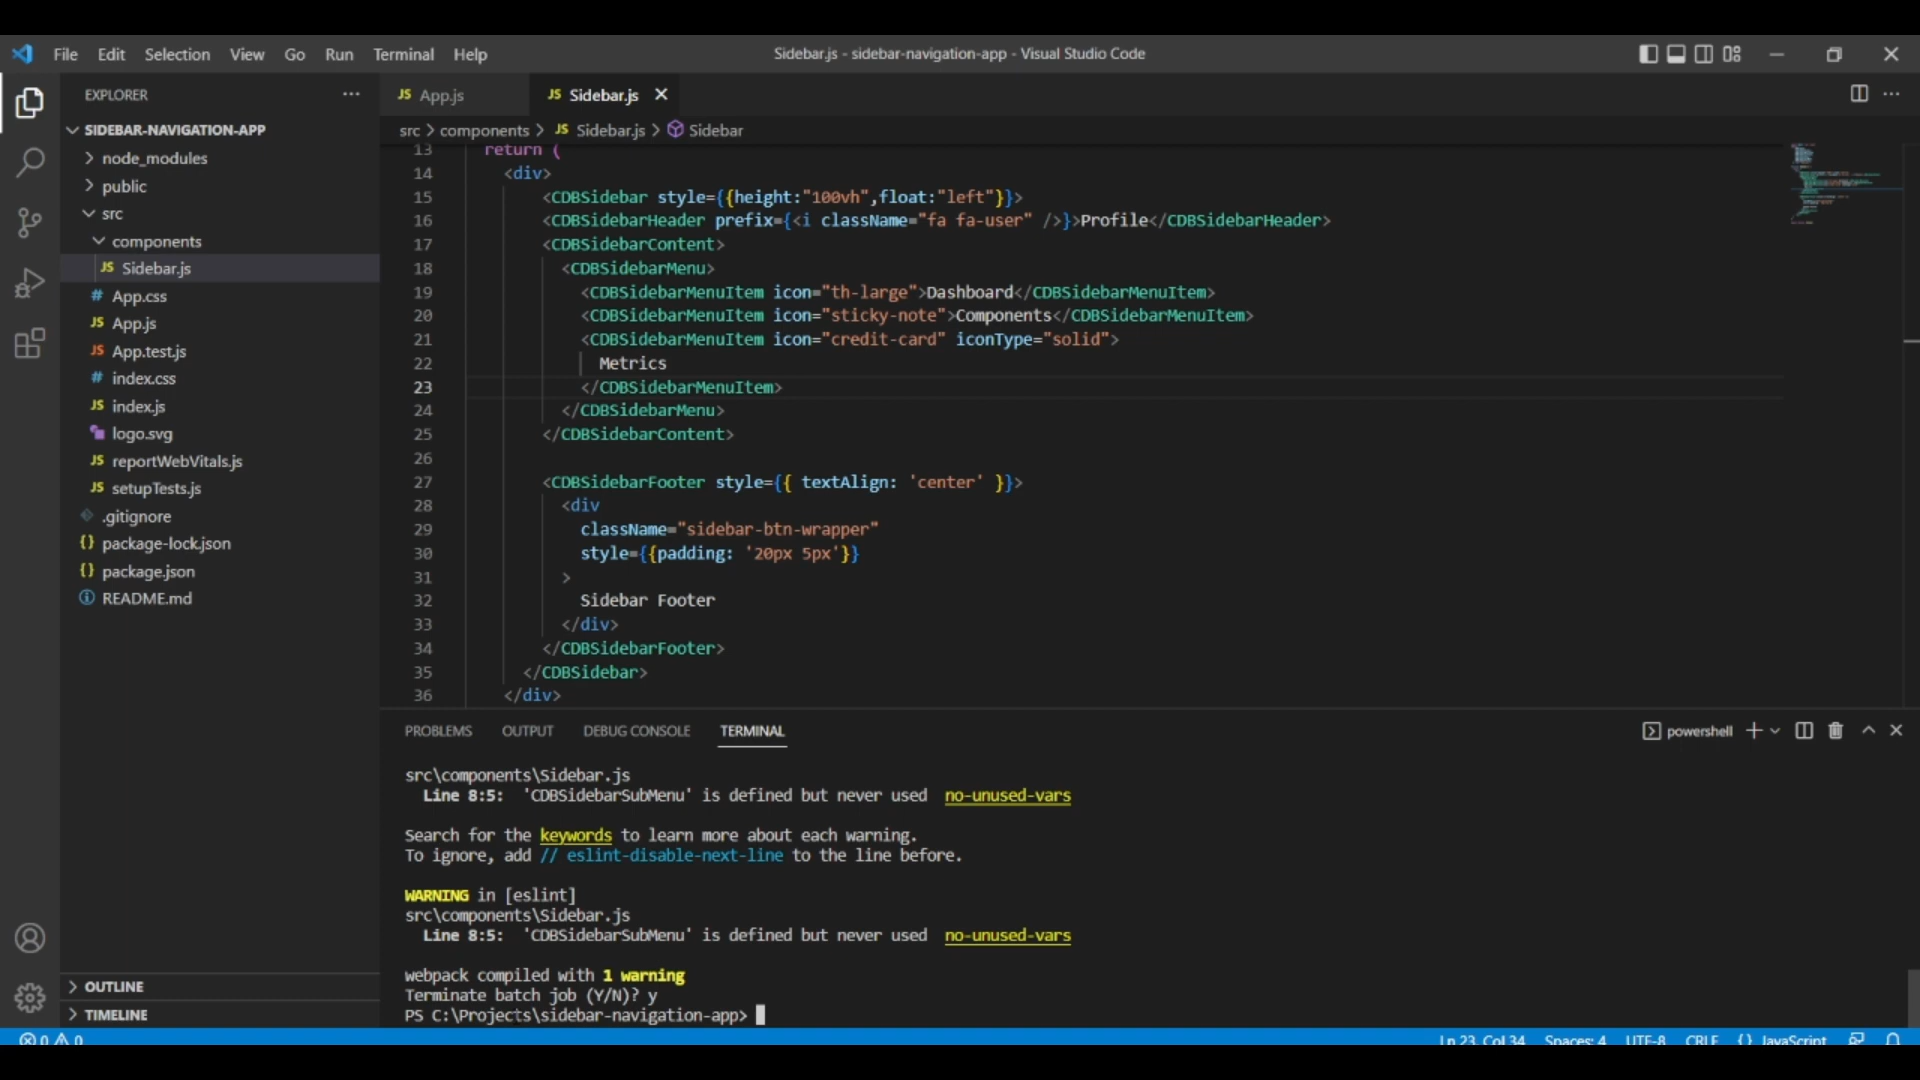 File Edit Selection View Go Run Terminal Help
Sidebar.js - sidebar-navigation-app - Visual Studio Code
EXPLORER
SIDEBAR-NAVIGATION-APP
node_modules
public
src
components
JS Sidebar.js
# App.css
JS App.js
JS App.test.js
# index.css
JS index.js
logo.svg
JS reportWebVitals.js
JS setupTests.js
.gitignore
{} package-lock.json
{} package.json
README.md
OUTLINE
TIMELINE
JS App.js
JS Sidebar.js
src > components > JS Sidebar.js > Sidebar
13 return (
14 <div>
15 <CDBSidebar style={{height:"100vh",float:"left"}}>
16 <CDBSidebarHeader prefix={<i className="fa fa-user" />}>Profile</CDBSidebarHeader>
17 <CDBSidebarContent>
18 <CDBSidebarMenu>
19 <CDBSidebarMenuItem icon="th-large">Dashboard</CDBSidebarMenuItem>
20 <CDBSidebarMenuItem icon="sticky-note">Components</CDBSidebarMenuItem>
21 <CDBSidebarMenuItem icon="credit-card" iconType="solid">
22 Metrics
23 </CDBSidebarMenuItem>
24 </CDBSidebarMenu>
25 </CDBSidebarContent>
26
27 <CDBSidebarFooter style={{ textAlign: 'center' }}>
28 <div
29 className="sidebar-btn-wrapper"
30 style={{padding: '20px 5px'}}
31 >
32 Sidebar Footer
33 </div>
34 </CDBSidebarFooter>
35 </CDBSidebar>
36 </div>
PROBLEMS OUTPUT DEBUG CONSOLE TERMINAL
powershell
src\components\Sidebar.js
Line 8:5: 'CDBSidebarSubMenu' is defined but never used no-unused-vars
Search for the keywords to learn more about each warning.
To ignore, add // eslint-disable-next-line to the line before.
WARNING in [eslint]
src\components\Sidebar.js
Line 8:5: 'CDBSidebarSubMenu' is defined but never used no-unused-vars
webpack compiled with 1 warning
Terminate batch job (Y/N)? y
PS C:\Projects\sidebar-navigation-app>
0 0
Ln 23, Col 34 Spaces: 4 UTF-8 CRLF {} JavaScript